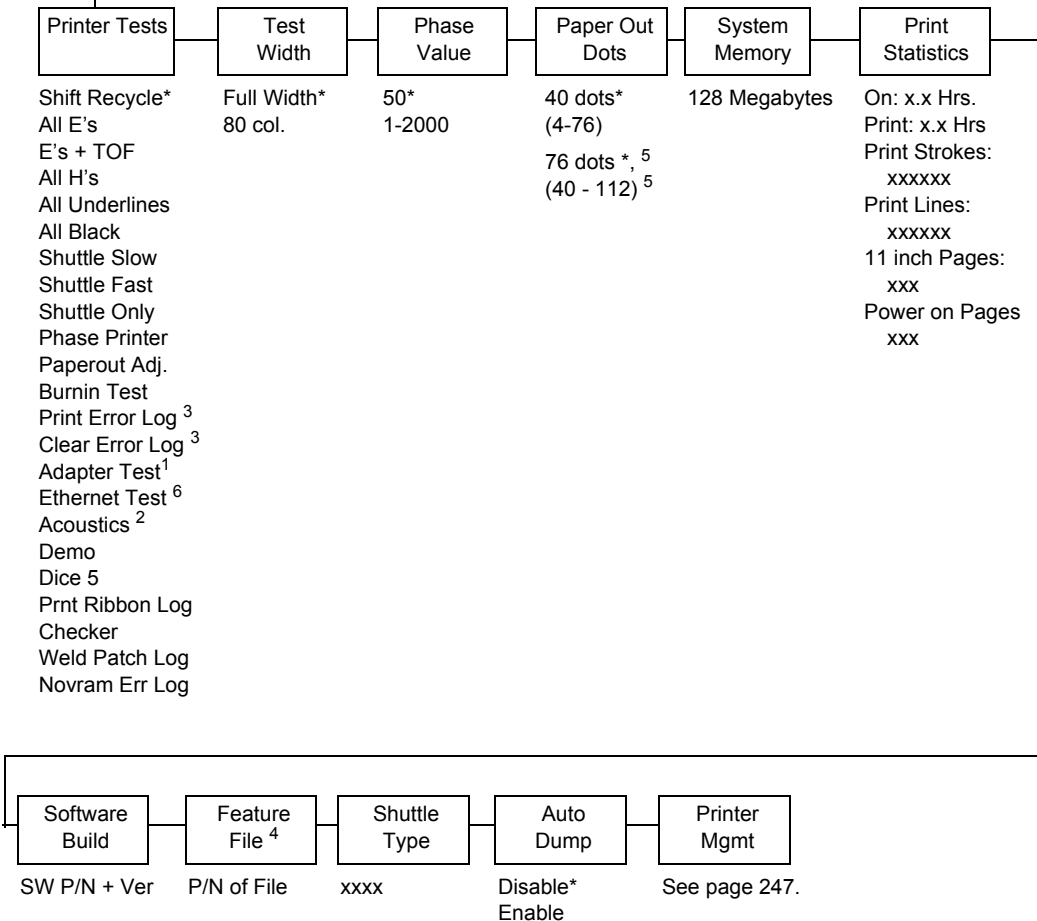 Printer Tests
Shift Recycle*
All E's
E's + TOF
All H's
All Underlines
All Black
Shuttle Slow
Shuttle Fast
Shuttle Only
Phase Printer
Paperout Adj.
Burnin Test
Print Error Log 3
Clear Error Log 3
Adapter Test1
Ethernet Test 6
Acoustics 2
Demo
Dice 5
Prnt Ribbon Log
Checker
Weld Patch Log
Novram Err Log
Test
Width
Full Width*
80 col.
Phase
Value
50*
1-2000
Paper Out
Dots
40 dots*
(4-76)
76 dots *, 5
(40 - 112) 5
System
Memory
128 Megabytes
Print
Statistics
On: x.x Hrs.
Print: x.x Hrs
Print Strokes:
xxxxxx
Print Lines:
xxxxxx
11 inch Pages:
xxx
Power on Pages
xxx
Software
Build
SW P/N + Ver
Feature
File 4
P/N of File
Shuttle
Type
xxxx
Auto
Dump
Disable*
Enable
Printer
Mgmt
See page 247.